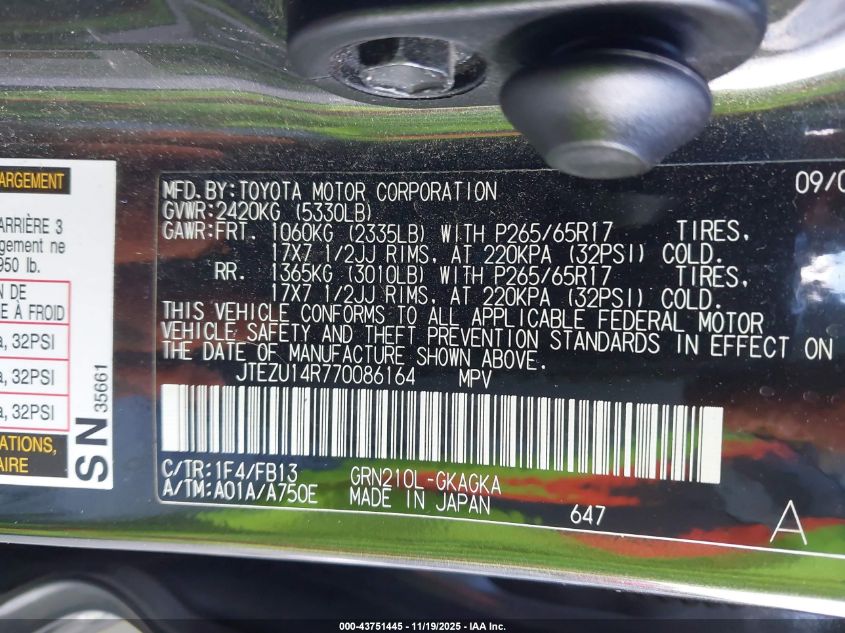 ARGEMENT
ARRIÈRE 3
gement ne
950 lb.
N DE
E À FROID
a, 32PSI
a, 32PSI
a, 32PSI
ATIONS,
AIRE
SN 35661
09/0
MFD.BY:TOYOTA MOTOR CORPORATION
GVWR:2420KG (5330LB)
GAWR:FRT. 1060KG (2335LB) WITH P265/65R17 TIRES,
17X7 1/2JJ RIMS, AT 220KPA (32PSI) COLD.
RR. 1365KG (3010LB) WITH P265/65R17 TIRES,
17X7 1/2JJ RIMS, AT 220KPA (32PSI) COLD.
THIS VEHICLE CONFORMS TO ALL APPLICABLE FEDERAL MOTOR
VEHICLE SAFETY AND THEFT PREVENTION STANDARDS IN EFFECT ON
THE DATE OF MANUFACTURE SHOWN ABOVE.
JTEZU14R770086164 MPV
C/TR:1F4/FB13 GRN210L-GKAGKA
A/TM:A01A/A750E MADE IN JAPAN 647 A
000-43751445 - 11/19/2025 - IAA Inc.